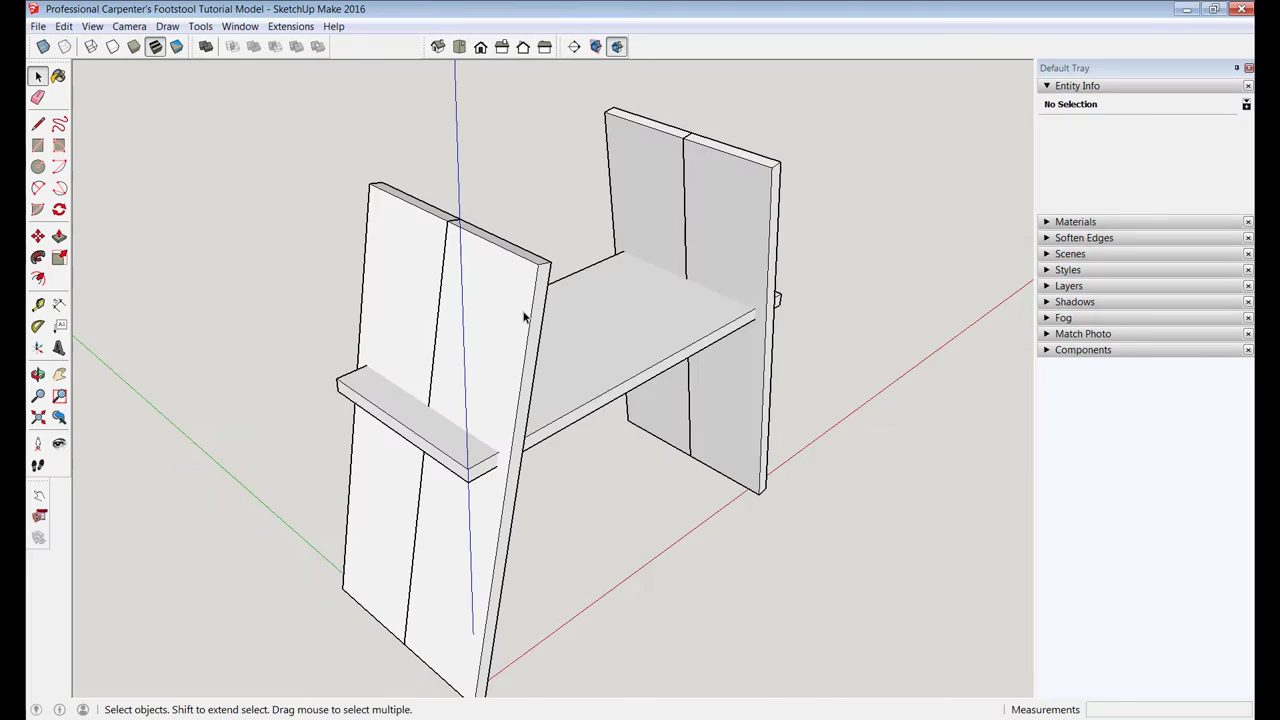 Professional Carpenter's Footstool Tutorial Model - SketchUp Make 2016
File Edit View Camera Draw Tools Window Extensions Help
Default Tray
Entity Info
No Selection
Materials
Soften Edges
Scenes
Styles
Layers
Shadows
Fog
Match Photo
Components
Select objects. Shift to extend select. Drag mouse to select multiple.
Measurements